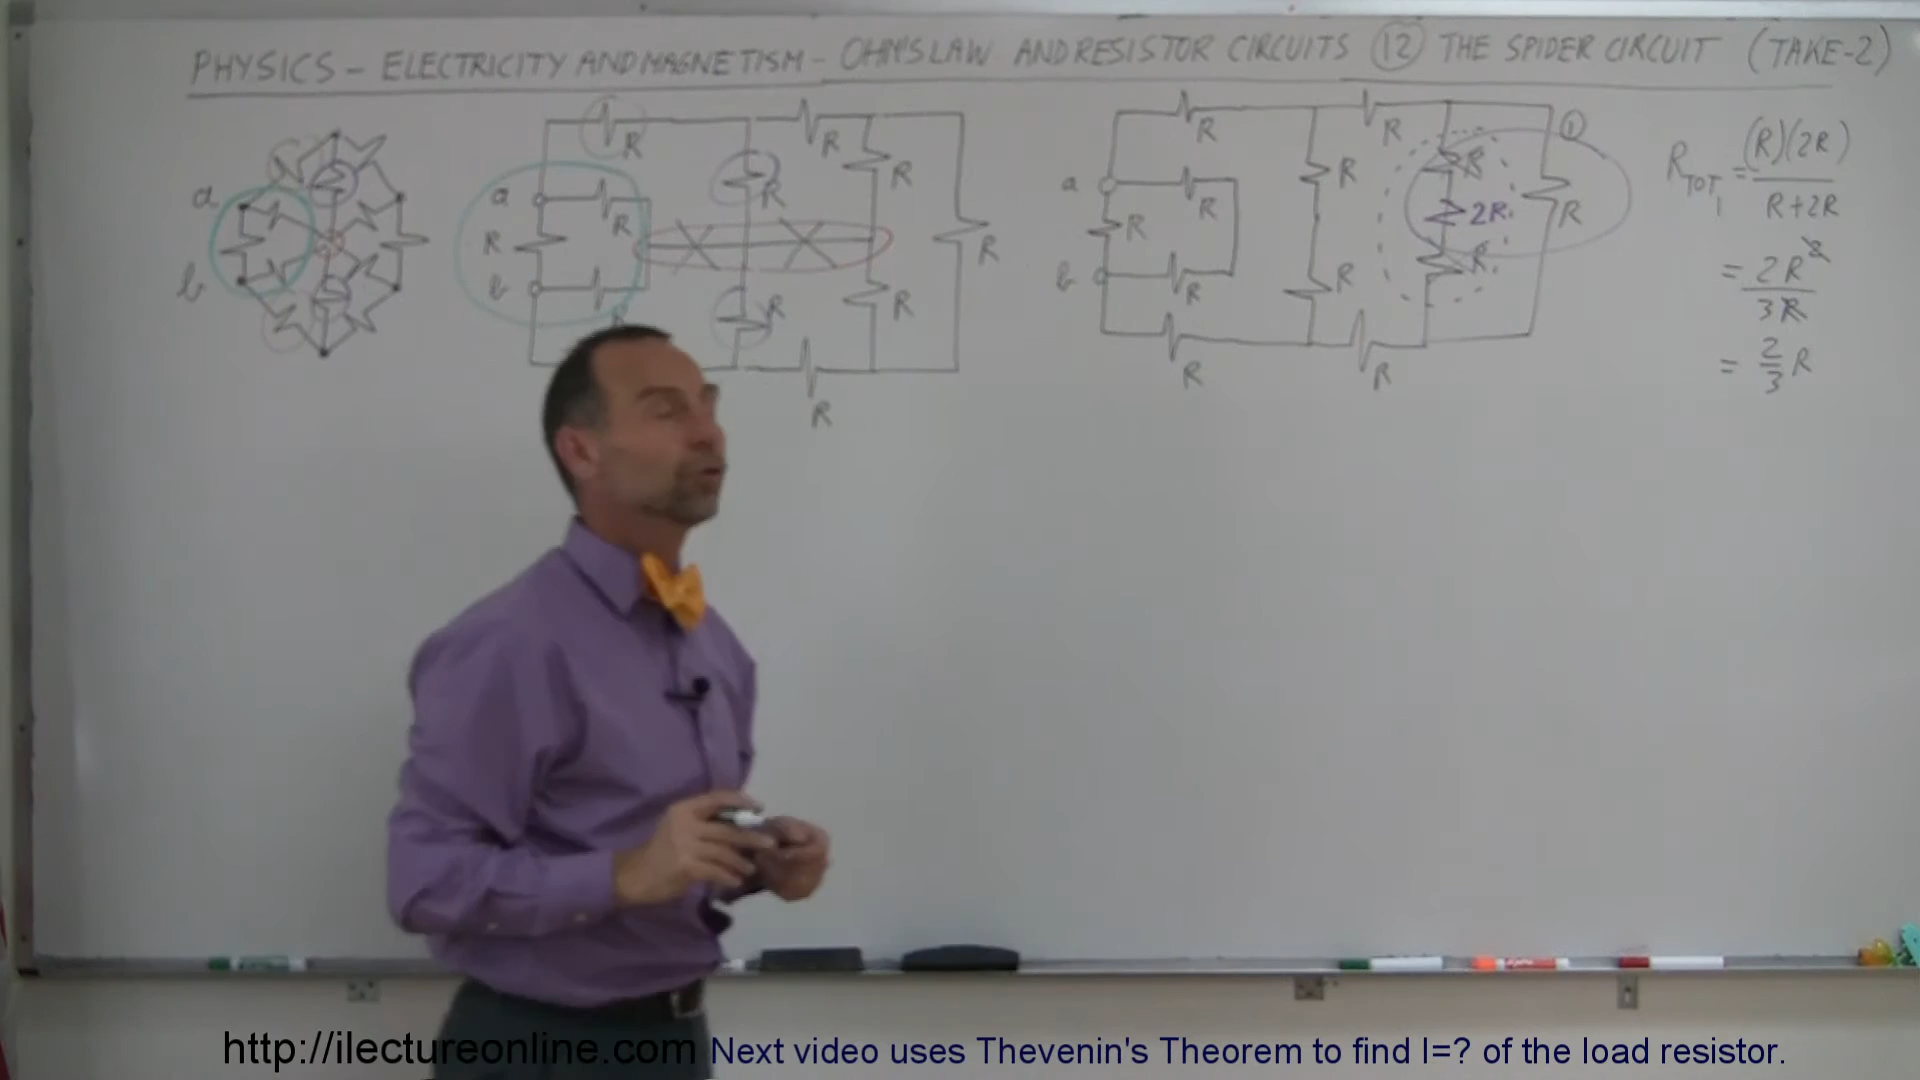 PHYSICS - ELECTRICITY AND MAGNETISM - OHM'S LAW AND RESISTOR CIRCUITS (12) THE SPIDER CIRCUIT (TAKE-2)
a
b
R R
R
R
a
R
R
R
b
R
R
R
R
R
R R
R
R
a
R
R
b
R
R
R
R
2R
R
R
1
R
R
R_TOT1 = (R)(2R) / R+2R
= 2R² / 3R
= 2/3 R
http://ilectureonline.com Next video uses Thevenin's Theorem to find I=? of the load resistor.